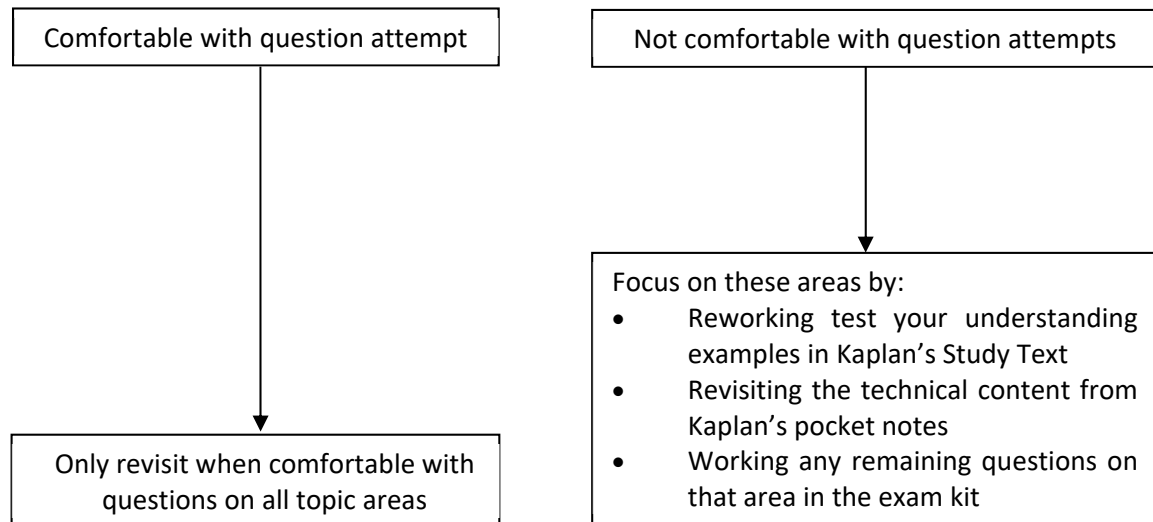 Comfortable with question attempt
Not comfortable with question attempts
Focus on these areas by:
• Reworking test your understanding
examples in Kaplan’s Study Text
• Revisiting the technical content from
Kaplan’s pocket notes
• Working any remaining questions on
that area in the exam kit
Only revisit when comfortable with
questions on all topic areas